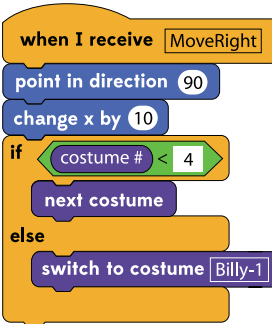 when I receive MoveRight
point in direction 90
change x by 10
if costume # < 4
next costume
else
switch to costume Billy-1